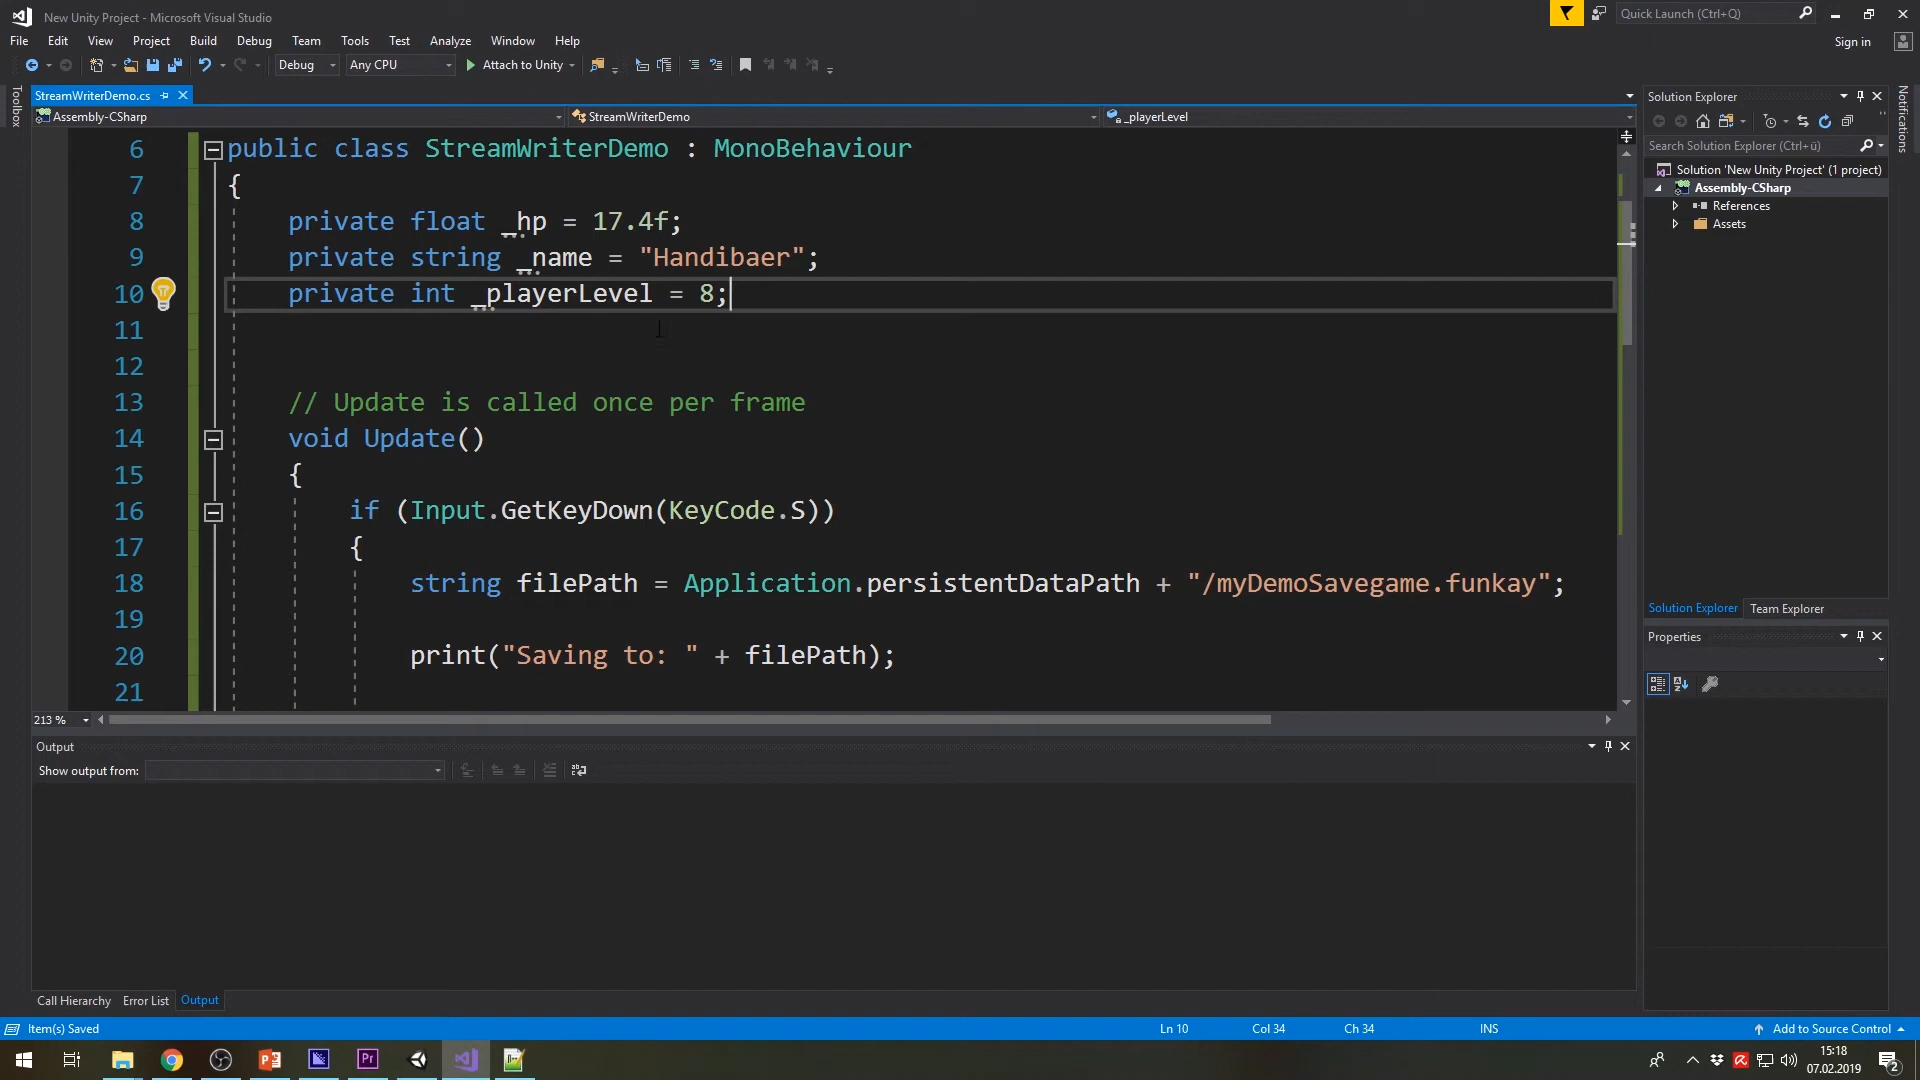 New Unity Project - Microsoft Visual Studio
Quick Launch (Ctrl+Q)
File Edit View Project Build Debug Team Tools Test Analyze Window Help
Sign in
Debug Any CPU Attach to Unity
Toolbox
StreamWriterDemo.cs
Assembly-CSharp StreamWriterDemo _playerLevel
6 public class StreamWriterDemo : MonoBehaviour
7 {
8 private float _hp = 17.4f;
9 private string _name = "Handibaer";
10 private int _playerLevel = 8;
11
12
13 // Update is called once per frame
14 void Update()
15 {
16 if (Input.GetKeyDown(KeyCode.S))
17 {
18 string filePath = Application.persistentDataPath + "/myDemoSavegame.funkay";
19
20 print("Saving to: " + filePath);
21
213 %
Solution Explorer
Search Solution Explorer (Ctrl+ü)
Solution 'New Unity Project' (1 project)
Assembly-CSharp
References
Assets
Solution Explorer Team Explorer
Properties
Notifications
Output
Show output from:
Call Hierarchy Error List Output
Item(s) Saved Ln 10 Col 34 Ch 34 INS Add to Source Control
15:18
07.02.2019
2